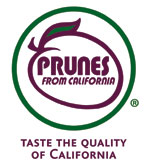 PRUNES
FROM CALIFORNIA
®
TASTE THE QUALITY
OF CALIFORNIA